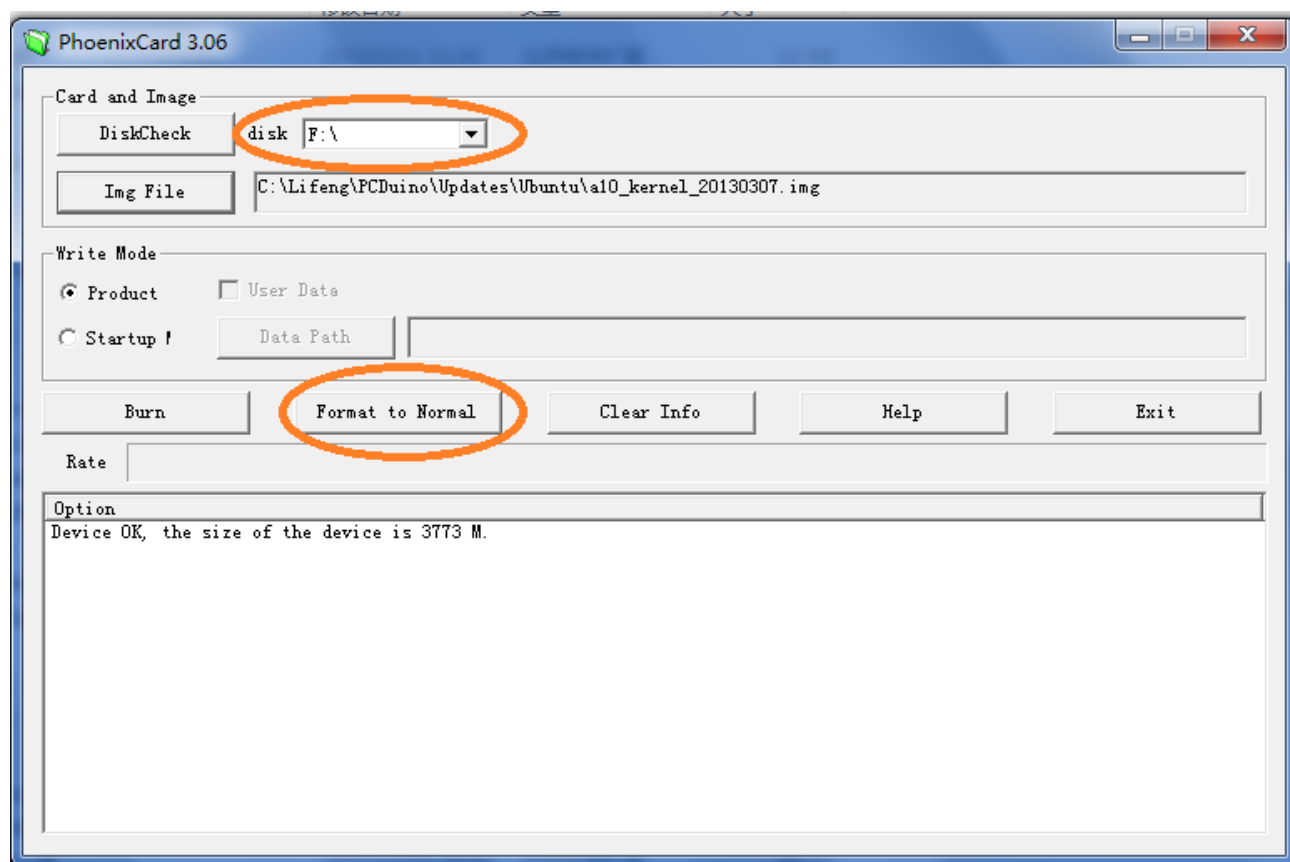 PhoenixCard 3.06
Card and Image
DiskCheck disk F:\
Img File C:\Lifeng\PCDuino\Updates\Ubuntu\a10_kernel_20130307.img
Write Mode
Product User Data
Startup Data Path
Burn Format to Normal Clear Info Help Exit
Rate
Option
Device OK, the size of the device is 3773 M.